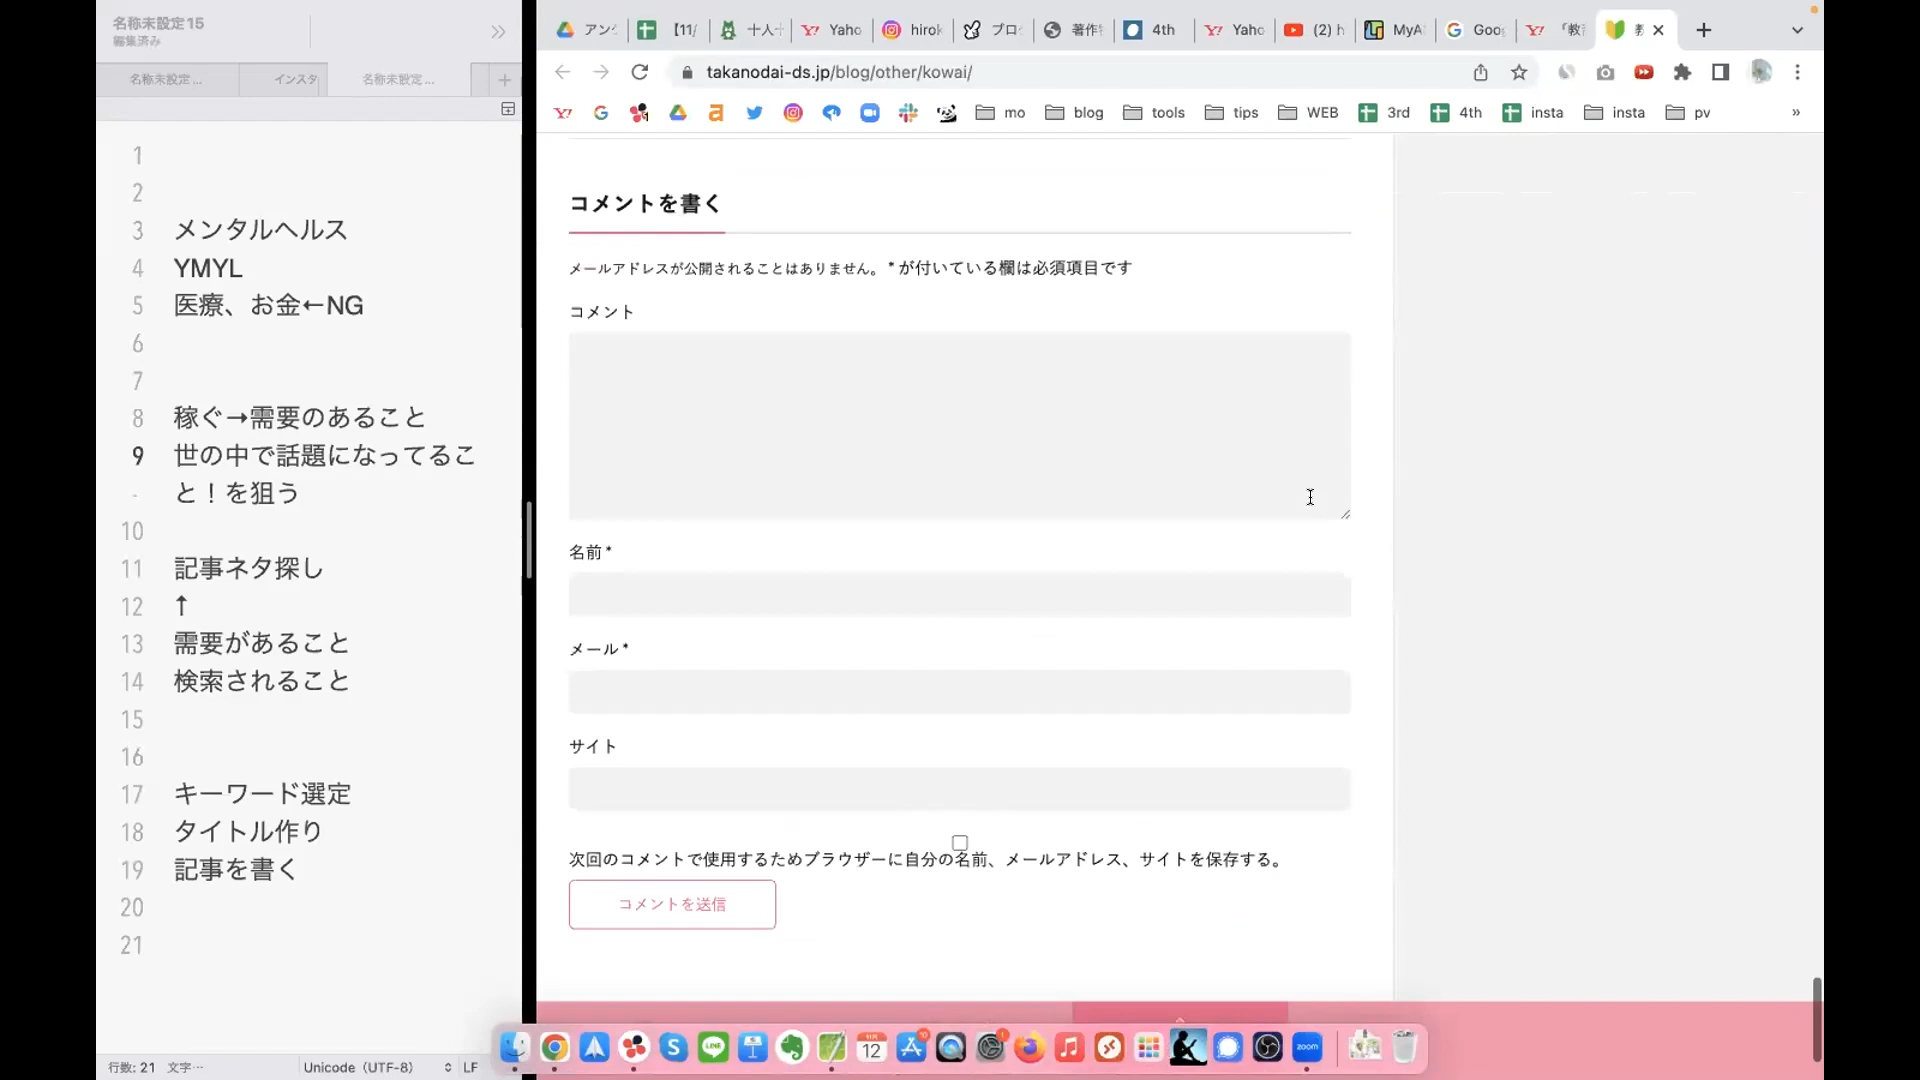 名称未設定 15
編集済み
名称未設定 ...
インスタ
名称未設定 ...
1
2
3 メンタルヘルス
4 YMYL
5 医療、お金←NG
6
7
8 稼ぐ→需要のあること
9 世の中で話題になってるこ
- と！を狙う
10
11 記事ネタ探し
12 ↑
13 需要があること
14 検索されること
15
16
17 キーワード選定
18 タイトル作り
19 記事を書く
20
21
行数: 21 文字… Unicode (UTF-8) LF
アン 【11/ 十人十 Yaho hirok ブロ 著作 4th Yaho (2) h MyA Goo 「教
takanodai-ds.jp/blog/other/kowai/
mo blog tools tips WEB 3rd 4th insta insta pv »
コメントを書く
メールアドレスが公開されることはありません。 * が付いている欄は必須項目です
コメント
名前 *
メール *
サイト
次回のコメントで使用するためブラウザーに自分の名前、メールアドレス、サイトを保存する。
コメントを送信
LINE
12
zoom